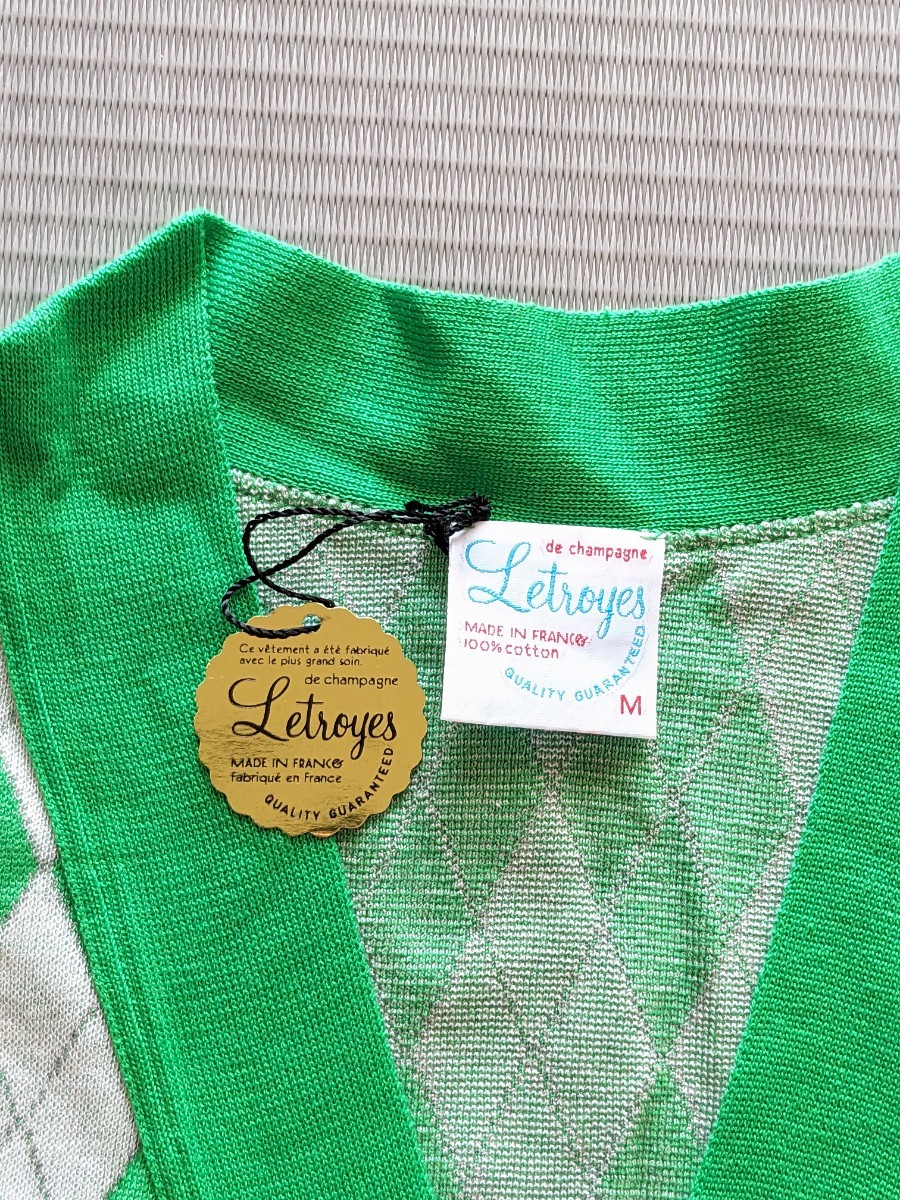 Ce vêtement a été fabriqué
avec le plus grand soin.
de champagne
Letroyes
MADE IN FRANCE
fabriqué en France
QUALITY GUARANTEED
de champagne
Letroyes
MADE IN FRANCE
100% cotton
QUALITY GUARANTEED
M